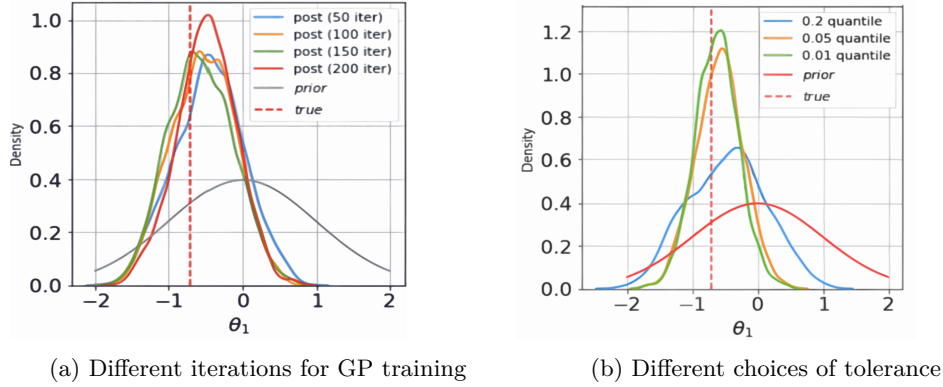 post (50 iter)
post (100 iter)
post (150 iter)
post (200 iter)
prior
true
1.0
0.8
0.6
0.4
0.2
0.0
Density
−2 −1 0 1 2
θ1
(a) Different iterations for GP training
0.2 quantile
0.05 quantile
0.01 quantile
prior
true
1.2
1.0
0.8
0.6
0.4
0.2
0.0
Density
−2 −1 0 1 2
θ1
(b) Different choices of tolerance